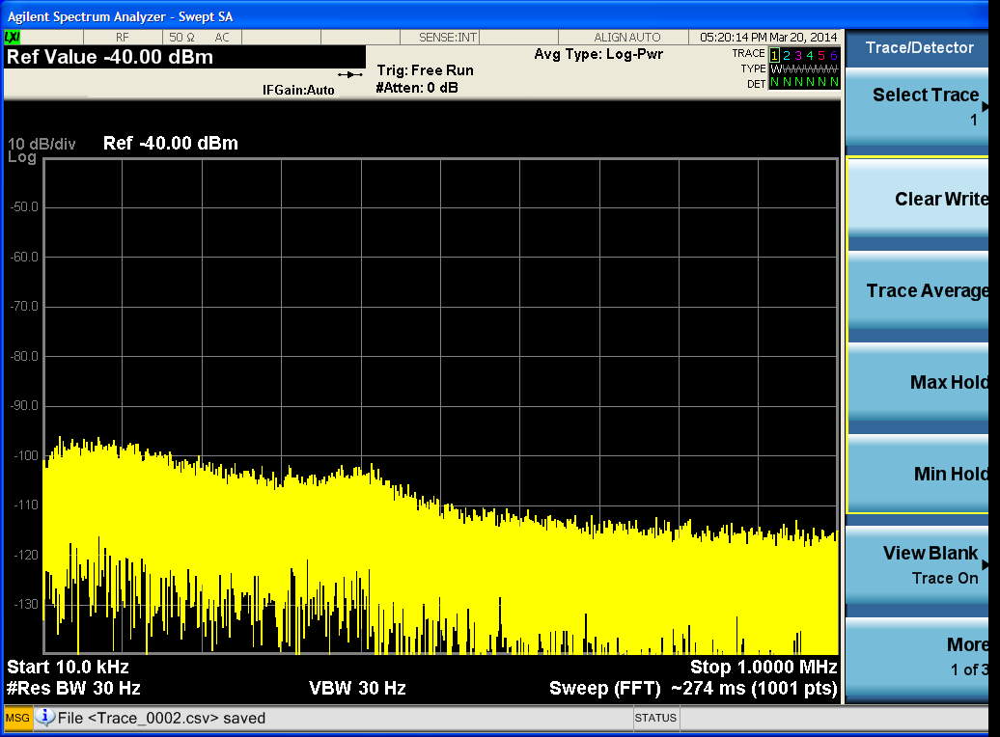 Agilent Spectrum Analyzer - Swept SA
LXI RF 50 Ω AC SENSE:INT ALIGN AUTO 05:20:14 PM Mar 20, 2014
Ref Value -40.00 dBm
Avg Type: Log-Pwr
Trig: Free Run
IFGain:Auto
#Atten: 0 dB
TRACE 1 2 3 4 5 6
TYPE WWWWWW
DET N N N N N N
10 dB/div
Log
Ref -40.00 dBm
-50.0
-60.0
-70.0
-80.0
-90.0
-100
-110
-120
-130
Start 10.0 kHz
Stop 1.0000 MHz
#Res BW 30 Hz
VBW 30 Hz
Sweep (FFT) ~274 ms (1001 pts)
MSG
File <Trace_0002.csv> saved
STATUS
Trace/Detector
Select Trace
1
Clear Write
Trace Average
Max Hold
Min Hold
View Blank
Trace On
More
1 of 3